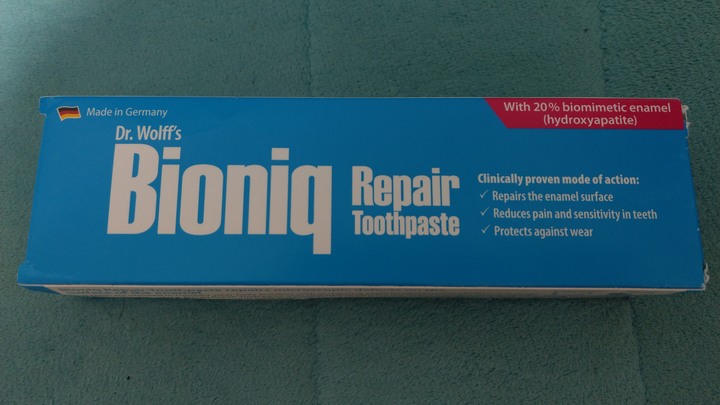 Made in Germany
With 20% biomimetic enamel
(hydroxyapatite)
Dr. Wolff's
Bioniq
Repair
Toothpaste
Clinically proven mode of action:
✓ Repairs the enamel surface
✓ Reduces pain and sensitivity in teeth
✓ Protects against wear